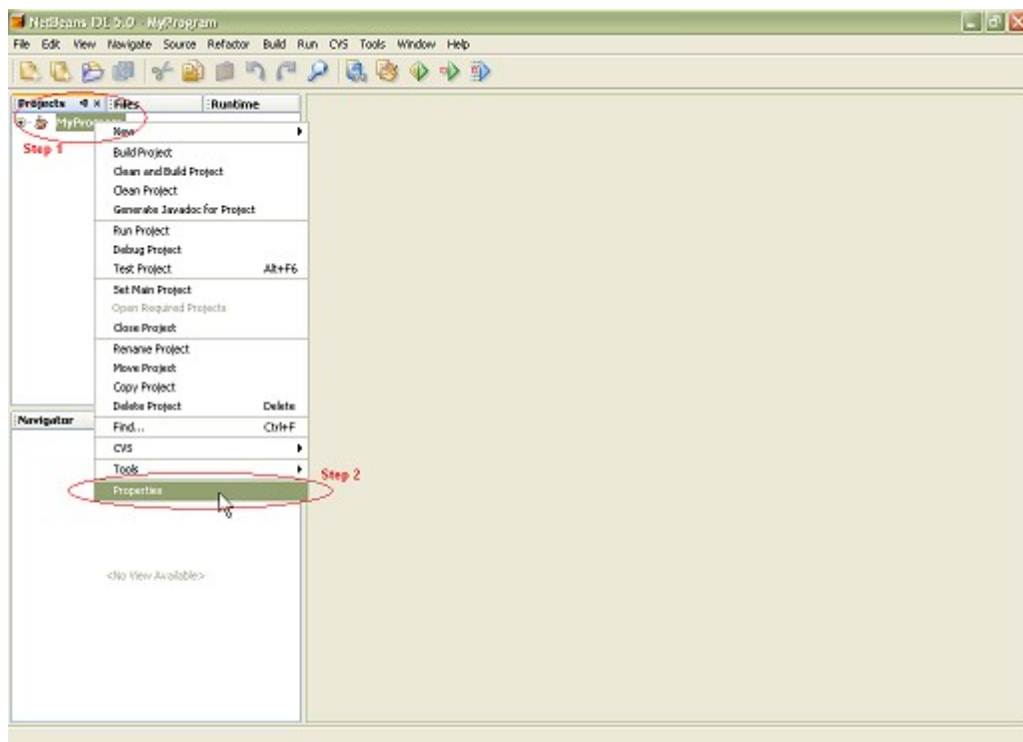 NetBeans IDE 5.0 - MyProgram
File Edit View Navigate Source Refactor Build Run CVS Tools Window Help
Projects Files Runtime
MyProgram
Step 1
New
Build Project
Clean and Build Project
Clean Project
Generate Javadoc for Project
Run Project
Debug Project
Test Project Alt+F6
Set Main Project
Open Required Projects
Close Project
Rename Project
Move Project
Copy Project
Delete Project Delete
Navigator
Find... Ctrl+F
CVS
Tools
Step 2
Properties
<No View Available>